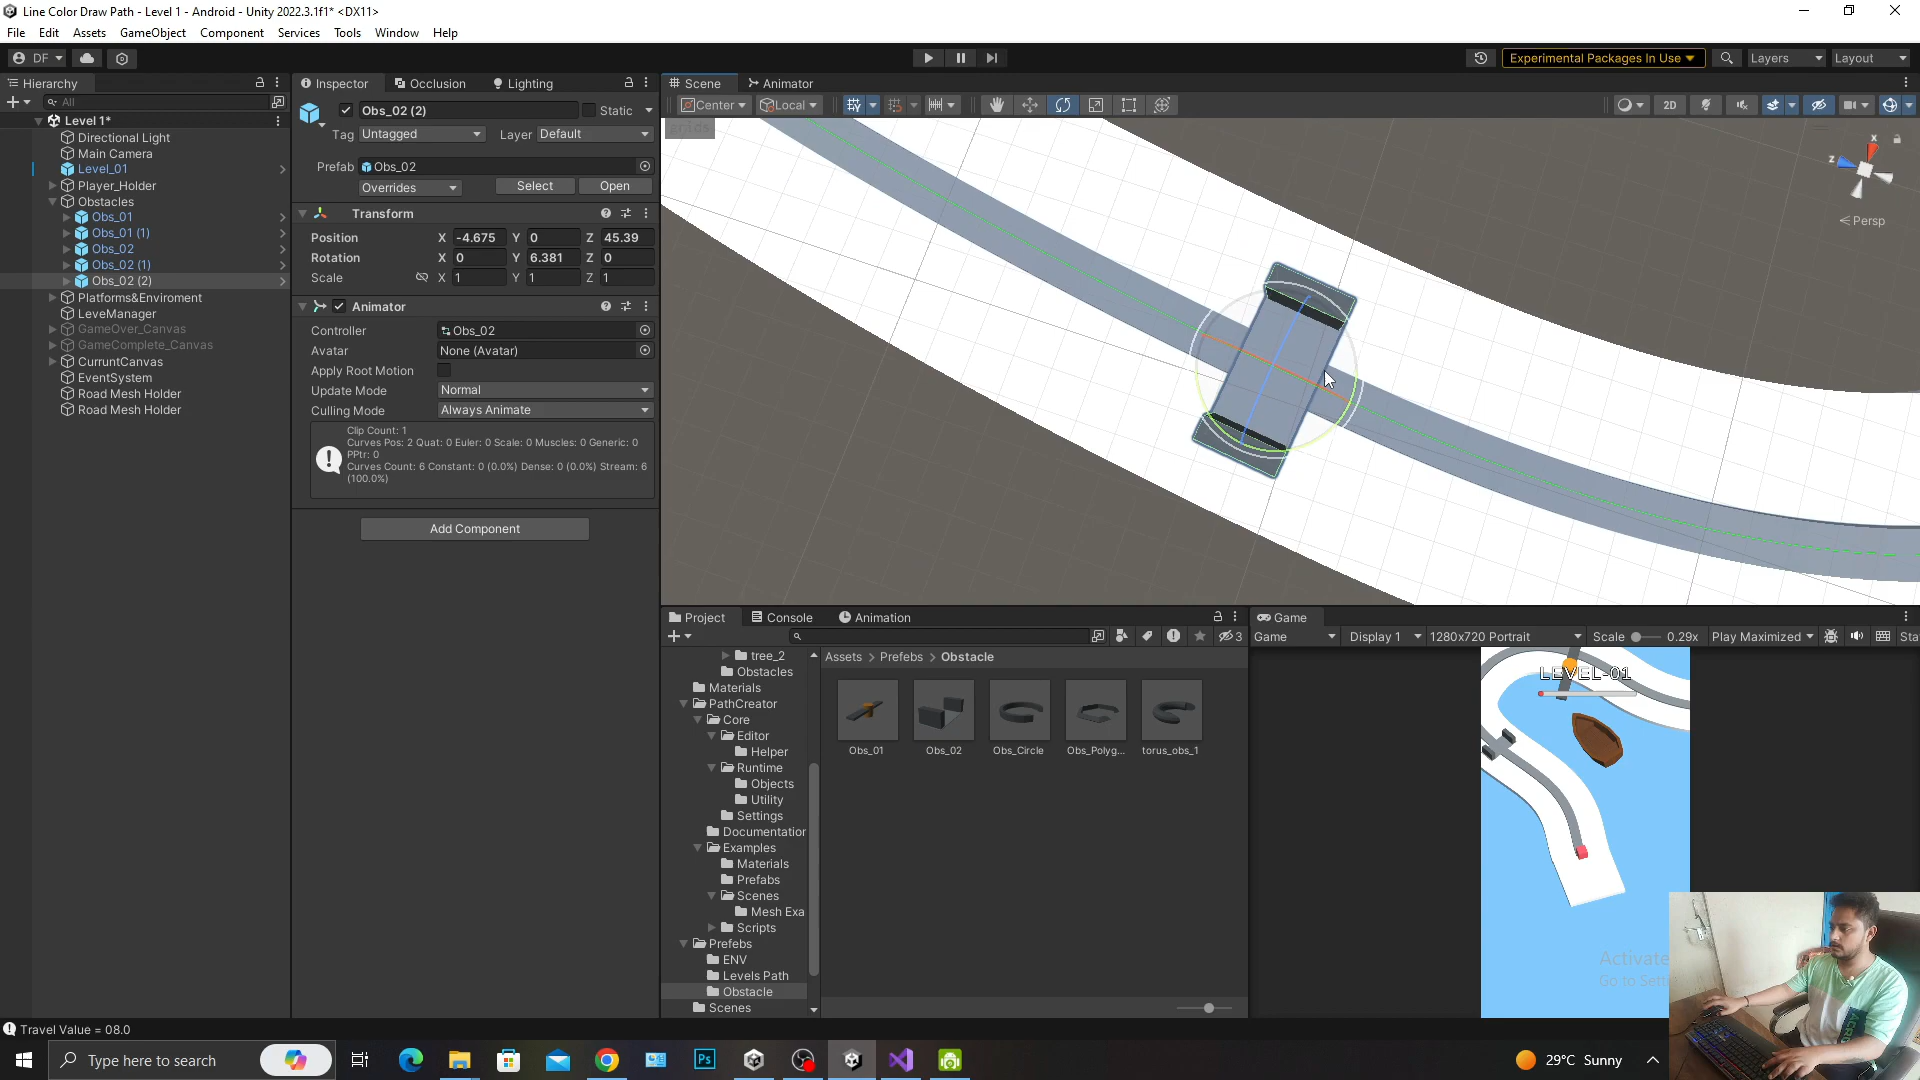 Line Color Draw Path - Level 1 - Android - Unity 2022.3.1f1* <DX11>
File Edit Assets GameObject Component Services Tools Window Help
DF Experimental Packages In Use Layers Layout
Hierarchy Inspector Occlusion Lighting Scene Animator
All
Center Local 2D
Level 1*
Directional Light
Main Camera
Level_01
Player_Holder
Obstacles
Obs_01
Obs_01 (1)
Obs_02
Obs_02 (1)
Obs_02 (2)
Platforms&Enviroment
LeveManager
GameOver_Canvas
GameComplete_Canvas
CurruntCanvas
EventSystem
Road Mesh Holder
Road Mesh Holder
Obs_02 (2) Static
Tag Untagged Layer Default
Prefab Obs_02
Overrides Select Open
Transform
Position X -4.675 Y 0 Z 45.39
Rotation X 0 Y 6.381 Z 0
Scale X 1 Y 1 Z 1
Animator
Controller Obs_02
Avatar None (Avatar)
Apply Root Motion
Update Mode Normal
Culling Mode Always Animate
Clip Count: 1
Curves Pos: 2 Quat: 0 Euler: 0 Scale: 0 Muscles: 0 Generic: 0
PPtr: 0
Curves Count: 6 Constant: 0 (0.0%) Dense: 0 (0.0%) Stream: 6
(100.0%)
Add Component
x
z
Persp
Project Console Animation
3
tree_2
Obstacles
Materials
PathCreator
Core
Editor
Helper
Runtime
Objects
Utility
Settings
Documentation
Examples
Materials
Prefabs
Scenes
Mesh Exa
Scripts
Prefebs
ENV
Levels Path
Obstacle
Scenes
Assets > Prefebs > Obstacle
Obs_01 Obs_02 Obs_Circle Obs_Polyg... torus_obs_1
Game
Game Display 1 1280x720 Portrait Scale 0.29x Play Maximized Sta
LEVEL-01
Activate
Go to Sett
Travel Value = 08.0
Type here to search
Ps
29°C Sunny